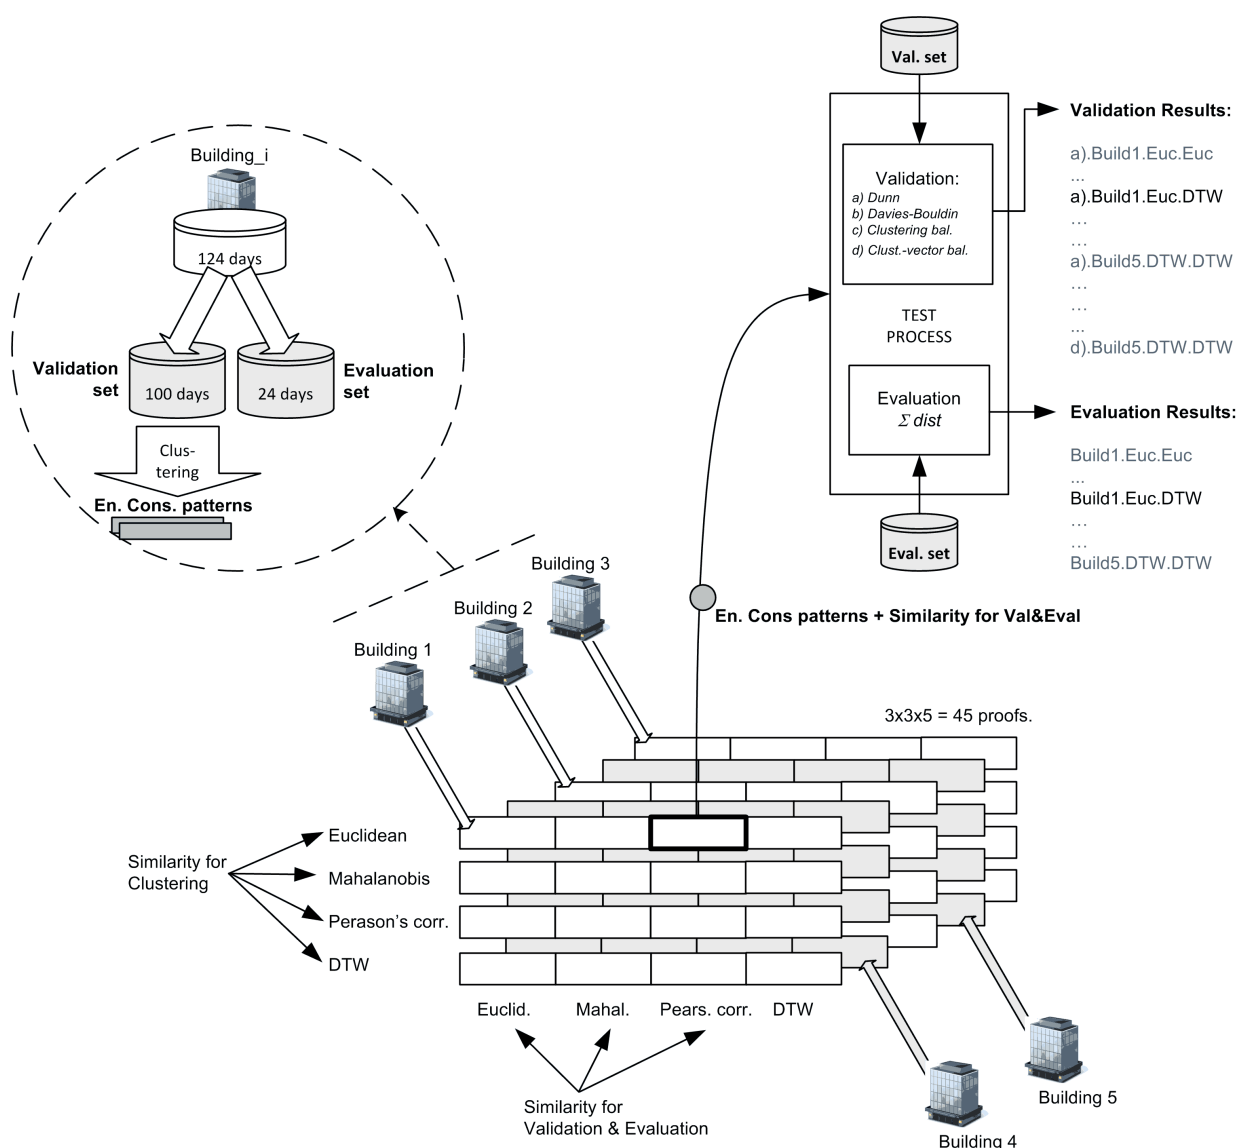 Val. set
Building_i
124 days
Validation
set
100 days
24 days
Evaluation
set
Clus-
tering
En. Cons. patterns
Validation:
a) Dunn
b) Davies-Bouldin
c) Clustering bal.
d) Clust.-vector bal.
TEST
PROCESS
Evaluation
Σ dist
Eval. set
Validation Results:
a).Build1.Euc.Euc
...
a).Build1.Euc.DTW
...
...
a).Build5.DTW.DTW
...
...
...
d).Build5.DTW.DTW
Evaluation Results:
Build1.Euc.Euc
...
Build1.Euc.DTW
...
...
Build5.DTW.DTW
En. Cons patterns + Similarity for Val&Eval
Building 3
Building 2
Building 1
3x3x5 = 45 proofs.
Similarity for
Clustering
Euclidean
Mahalanobis
Perason's corr.
DTW
Euclid.
Mahal.
Pears. corr.
DTW
Similarity for
Validation & Evaluation
Building 5
Building 4